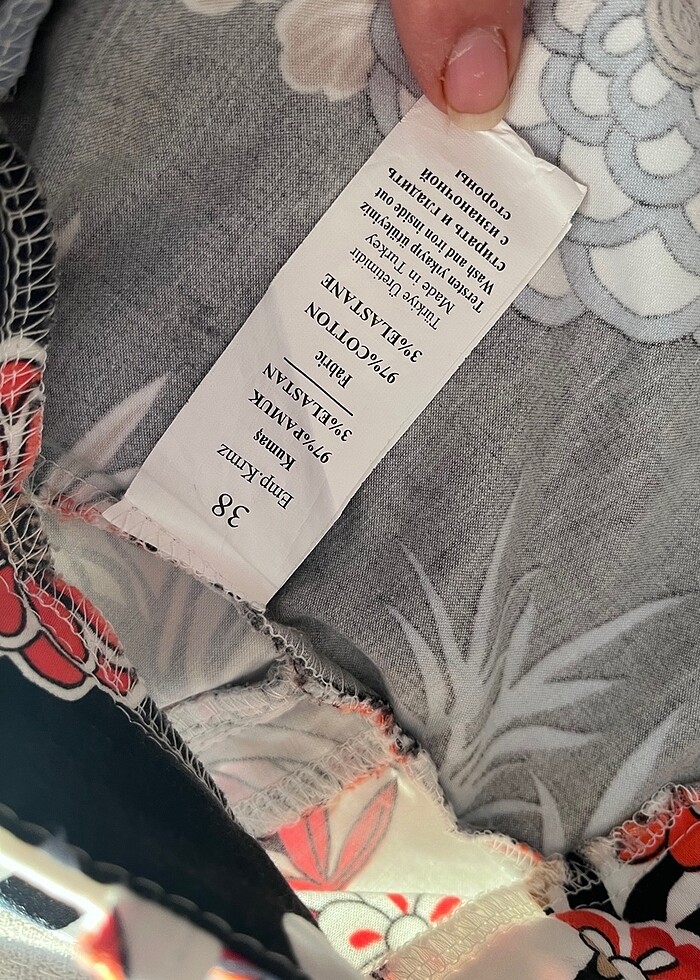 38
Emp.Krmz
Kumaş
97%PAMUK
3%ELASTAN
Fabric
97%COTTON
3%ELASTANE
Türkiye Üretimidir
Made in Turkey
Tersten yıkayıp ütüleyiniz
Wash and iron inside out
стирать и гладить
с изнаночной
стороны